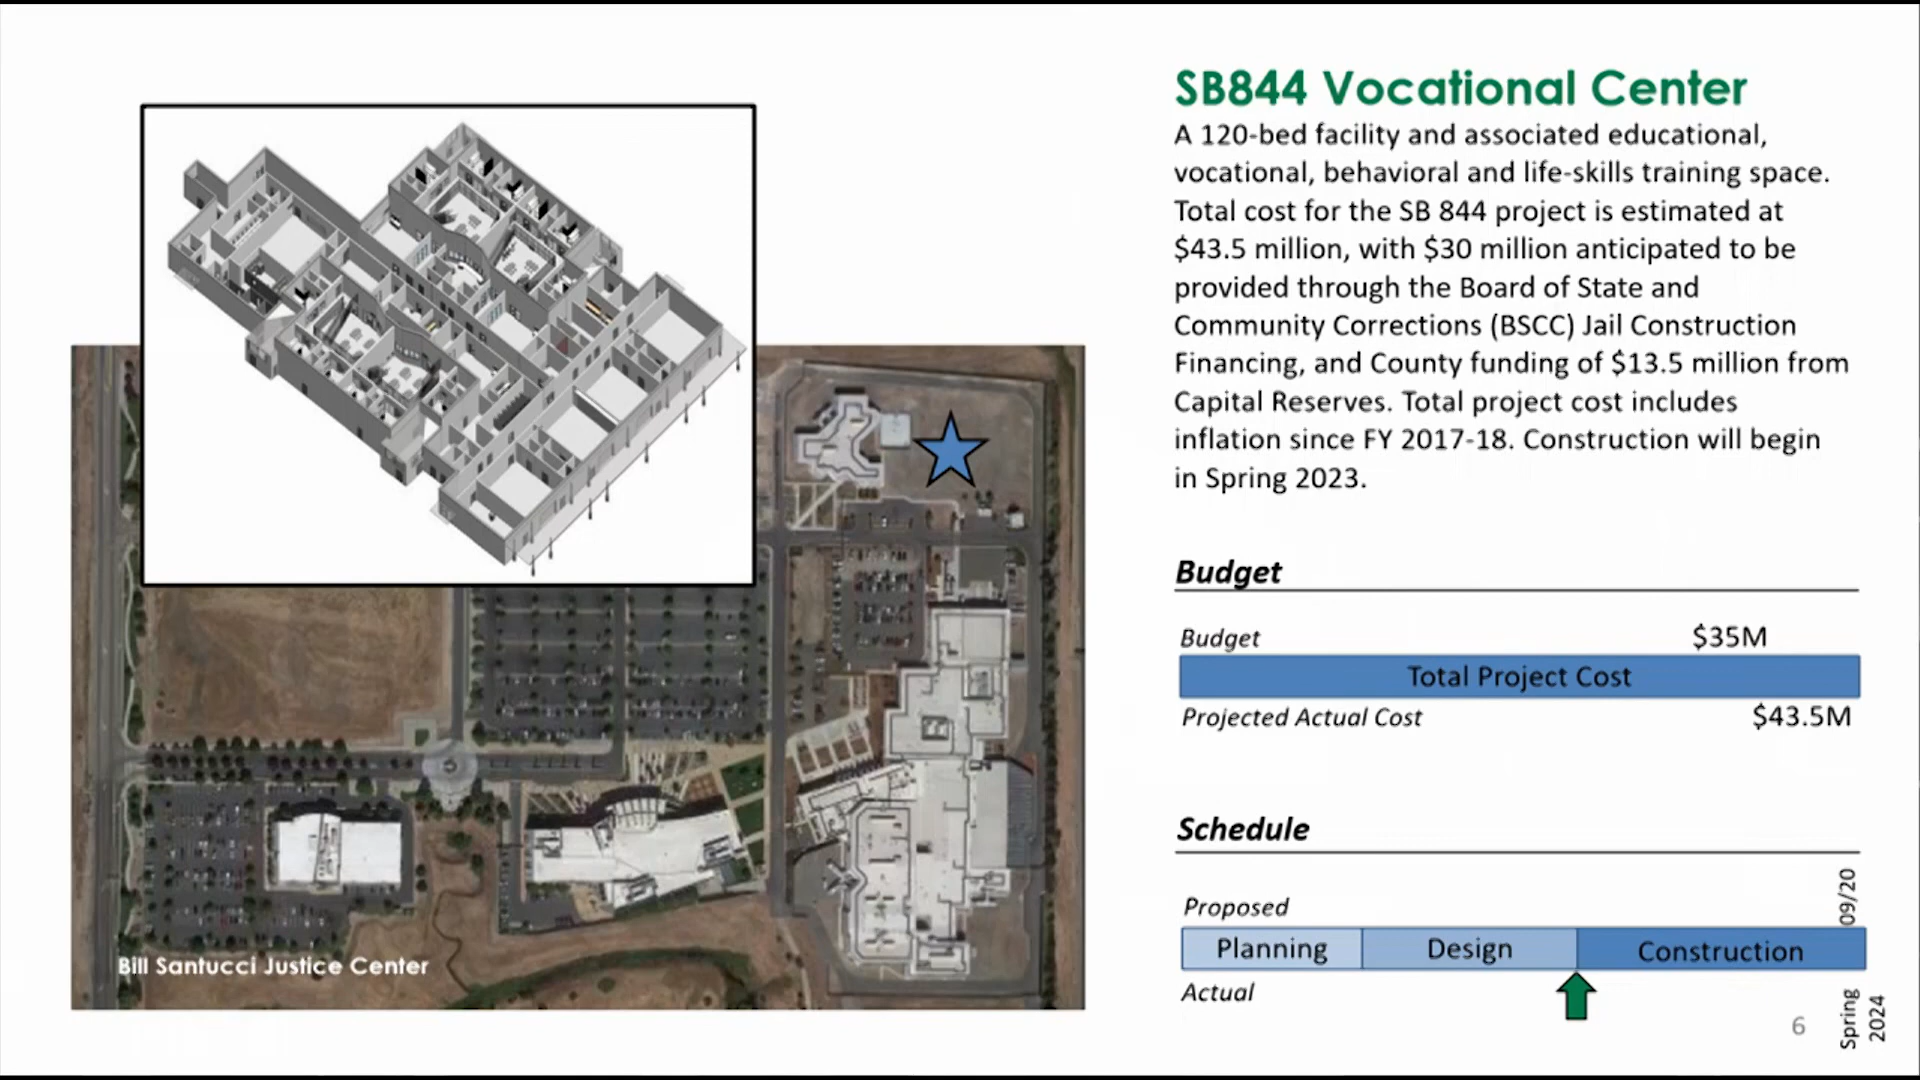 SB844 Vocational Center
A 120-bed facility and associated educational,
vocational, behavioral and life-skills training space.
Total cost for the SB 844 project is estimated at
$43.5 million, with $30 million anticipated to be
provided through the Board of State and
Community Corrections (BSCC) Jail Construction
Financing, and County funding of $13.5 million from
Capital Reserves. Total project cost includes
inflation since FY 2017-18. Construction will begin
in Spring 2023.
Budget
Budget $35M
Total Project Cost
Projected Actual Cost $43.5M
Schedule
Proposed 09/20
Planning Design Construction
Actual
Spring
2024
Bill Santucci Justice Center
6